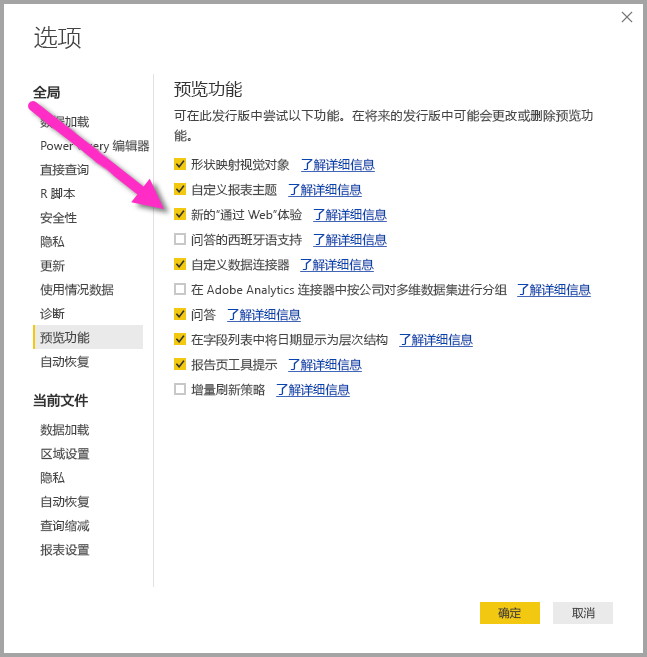 选项
全局
数据加载
Power Query 编辑器
直接查询
R 脚本
安全性
隐私
更新
使用情况数据
诊断
预览功能
自动恢复
当前文件
数据加载
区域设置
隐私
自动恢复
查询缩减
报表设置
预览功能
可在此发行版中尝试以下功能。在将来的发行版中可能会更改或删除预览功
能。
形状映射视觉对象 了解详细信息
自定义报表主题 了解详细信息
新的“通过 Web”体验 了解详细信息
问答的西班牙语支持 了解详细信息
自定义数据连接器 了解详细信息
在 Adobe Analytics 连接器中按公司对多维数据集进行分组 了解详细信息
问答 了解详细信息
在字段列表中将日期显示为层次结构 了解详细信息
报告页工具提示 了解详细信息
增量刷新策略 了解详细信息
确定 取消